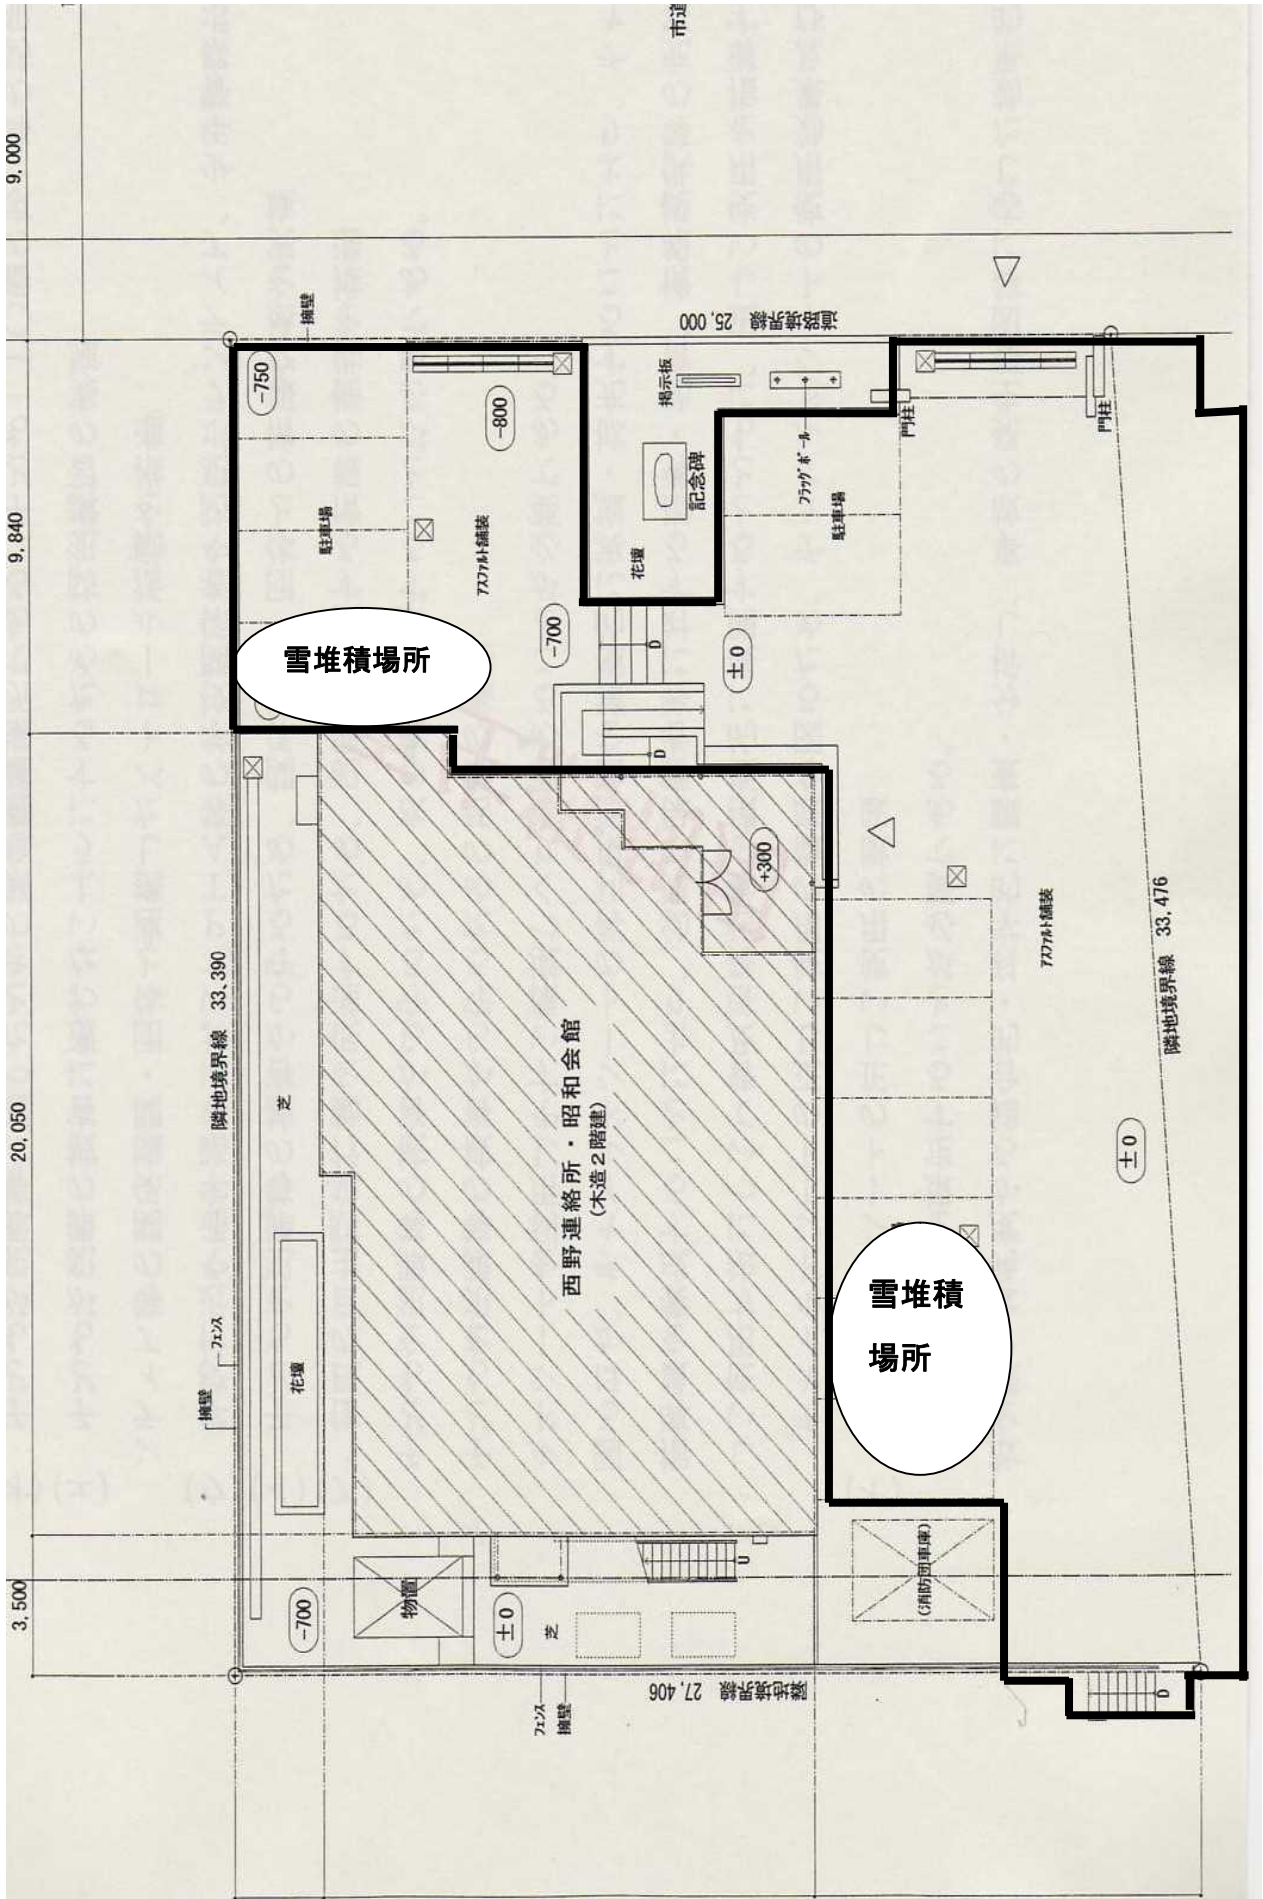 市道
9,000
擁壁
道路境界線 25,000
-750
-800
掲示板
フラッグポール
門柱
門柱
9,840
駐車場
アスファルト舗装
記念碑
花壇
駐車場
-700
D
±0
雪堆積場所
D
+300
隣地境界線 33,390
芝
20,050
西野連絡所・昭和会館
(木造2階建)
アスファルト舗装
隣地境界線 33,476
±0
雪堆積
場所
フェンス
擁壁
花壇
3,500
-700
物置
±0
芝
U
(消防団車庫)
D
フェンス
擁壁
隣地境界線 27,406